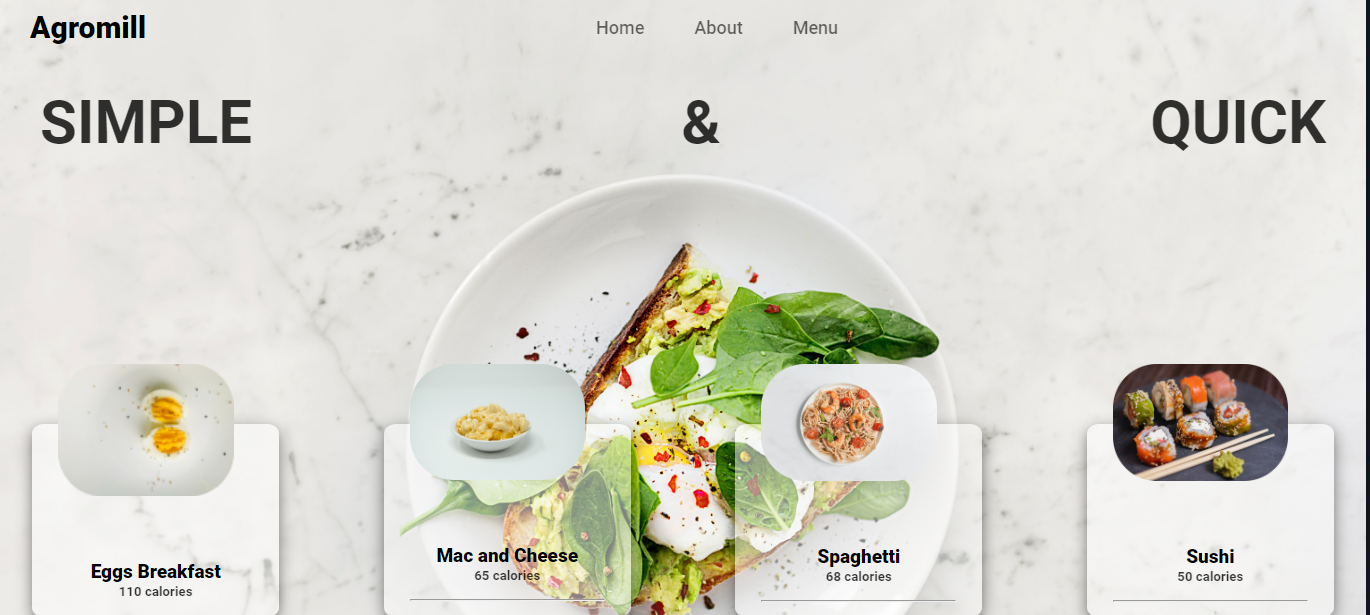 Agromill
Home About Menu
SIMPLE & QUICK
Eggs Breakfast
110 calories
Mac and Cheese
65 calories
Spaghetti
68 calories
Sushi
50 calories